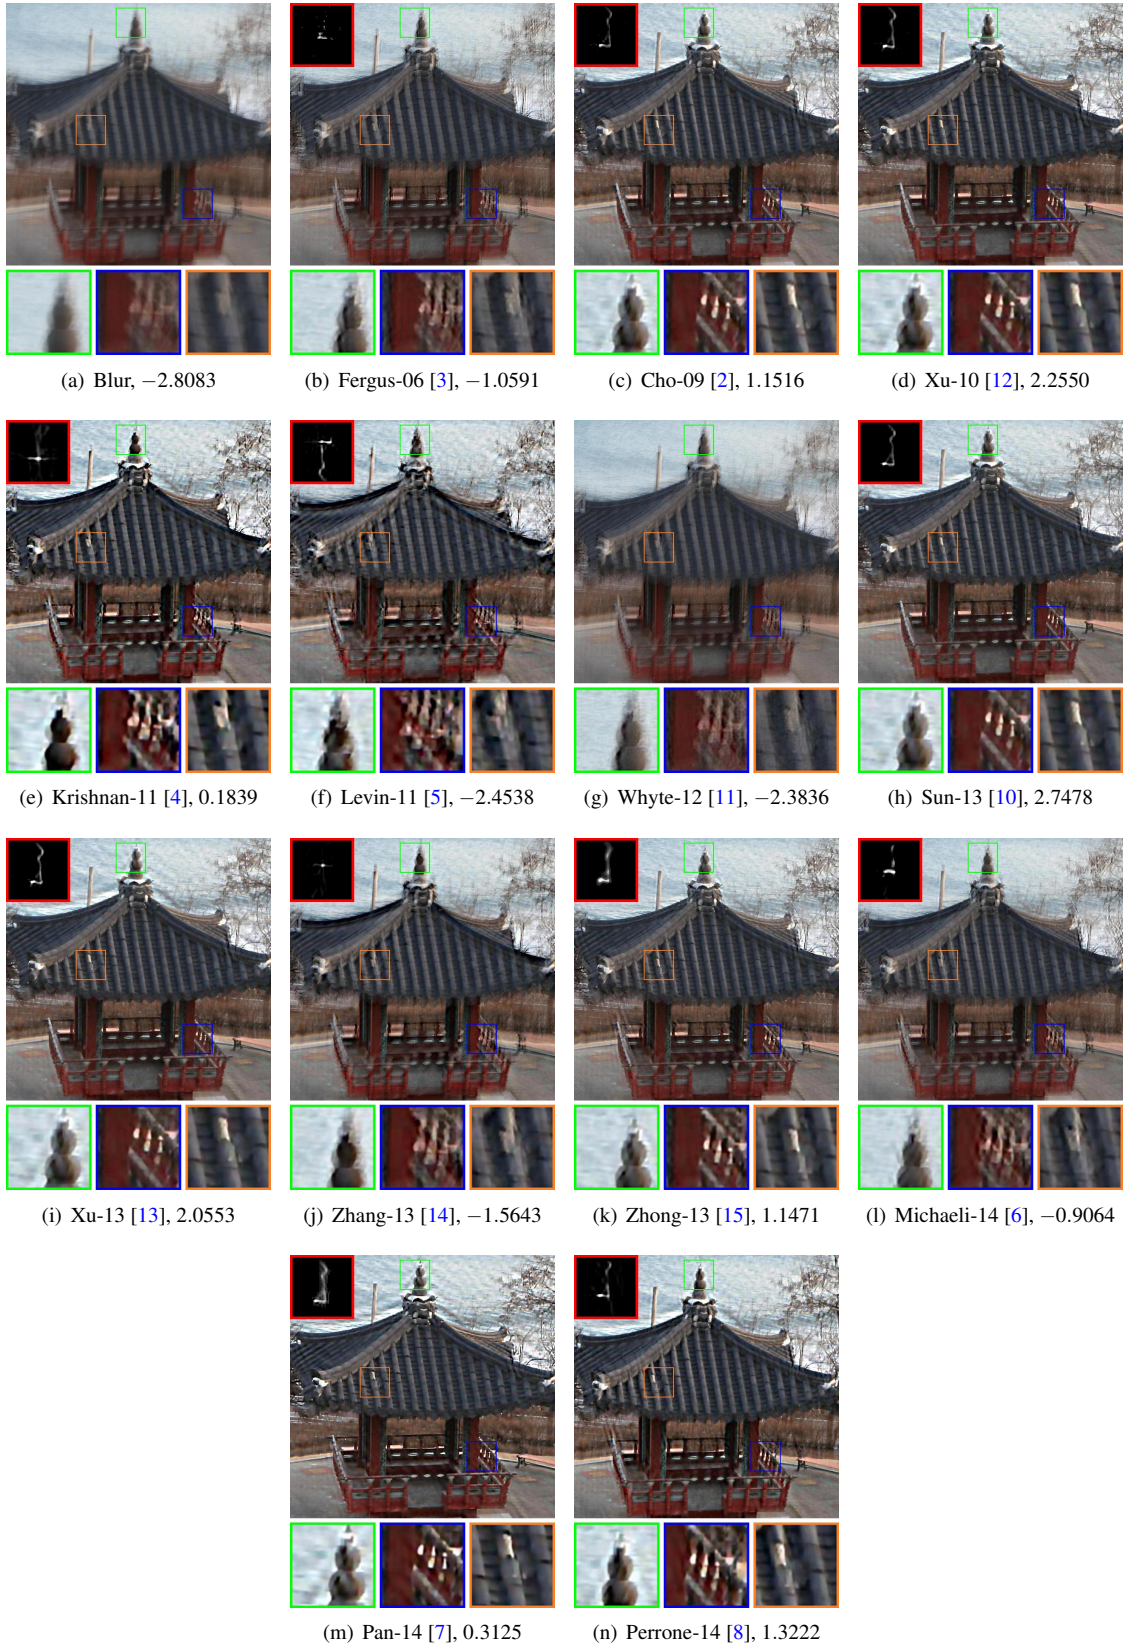 (a) Blur, −2.8083
(b) Fergus-06 [3], −1.0591
(c) Cho-09 [2], 1.1516
(d) Xu-10 [12], 2.2550
(e) Krishnan-11 [4], 0.1839
(f) Levin-11 [5], −2.4538
(g) Whyte-12 [11], −2.3836
(h) Sun-13 [10], 2.7478
(i) Xu-13 [13], 2.0553
(j) Zhang-13 [14], −1.5643
(k) Zhong-13 [15], 1.1471
(l) Michaeli-14 [6], −0.9064
(m) Pan-14 [7], 0.3125
(n) Perrone-14 [8], 1.3222